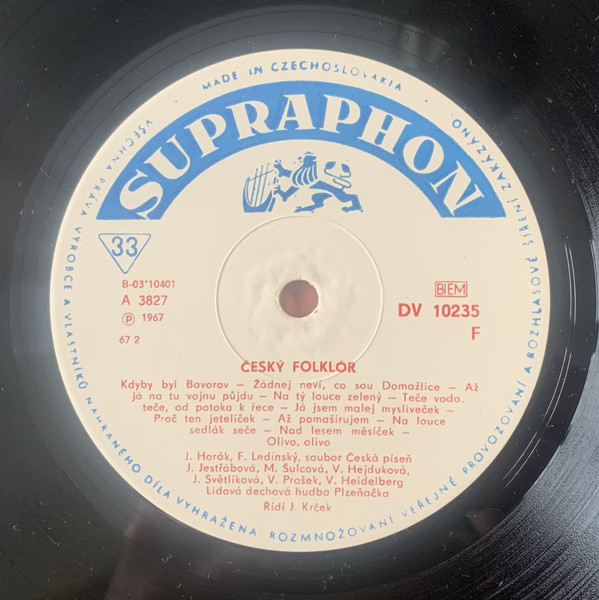 MADE IN CZECHOSLOVAKIA
SUPRAPHON
33
B-03*10401
A 3827
Ⓟ 1967
67 2
BIEM
DV 10235
F
ČESKÝ FOLKLÓR
Kdyby byl Bavorov — Žádnej neví, co sou Domažlice — Až
já na tu vojnu půjdu — Na tý louce zelený — Teče voda,
teče, od potoka k řece — Já jsem malej mysliveček —
Proč ten jetelíček — Až pomašírujem — Na louce
sedlák seče — Nad lesem měsíček —
Olivo, olivo
J. Horák, F. Ledínský, soubor Česká píseň
J. Jestřábová, M. Šulcová, V. Hejduková,
J. Světlíková, V. Prošek, V. Heidelberg
Lidová dechová hudba Plzeňačka
Řídí J. Krček
VŠECHNA PRÁVA VÝROBCE A VLASTNÍKŮ NAHRANÉHO DÍLA VYHRAŽENA ROZMNOŽOVÁNÍ VEŘEJNÉ PROVOZOVÁNÍ A ROZHLASOVÉ ŠÍŘENÍ ZAKÁZÁNO